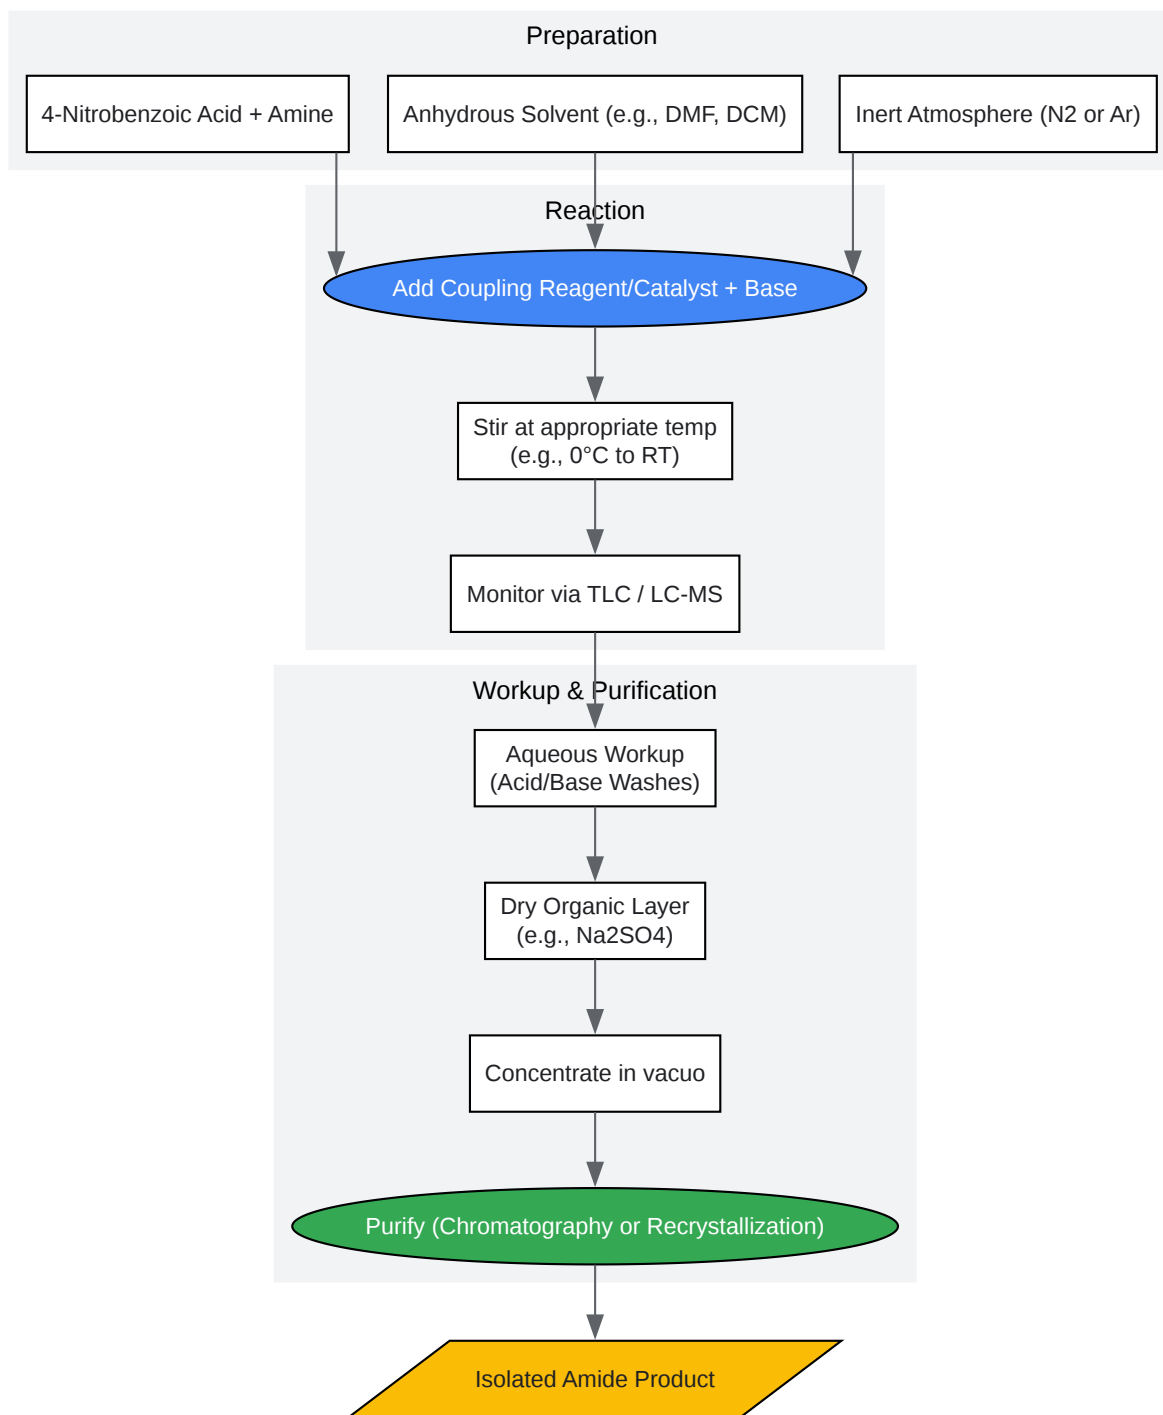 Preparation
4-Nitrobenzoic Acid + Amine
Anhydrous Solvent (e.g., DMF, DCM)
Inert Atmosphere (N2 or Ar)
Reaction
Add Coupling Reagent/Catalyst + Base
Stir at appropriate temp
(e.g., 0°C to RT)
Monitor via TLC / LC-MS
Workup & Purification
Aqueous Workup
(Acid/Base Washes)
Dry Organic Layer
(e.g., Na2SO4)
Concentrate in vacuo
Purify (Chromatography or Recrystallization)
Isolated Amide Product